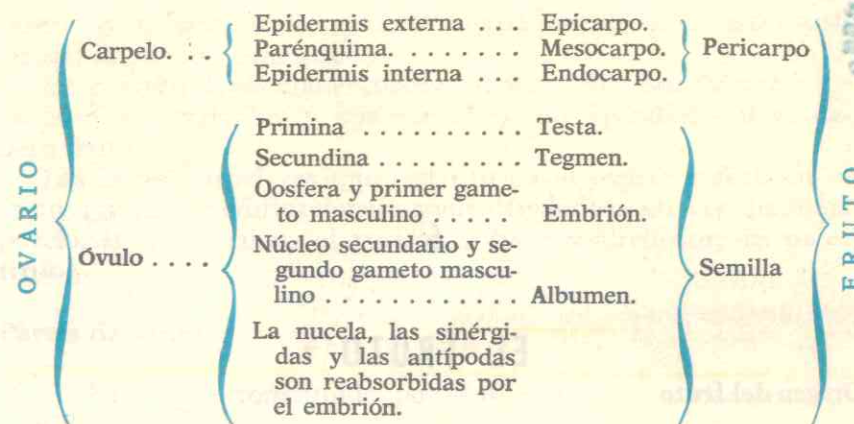 OVARIO
Carpelo. . .
Epidermis externa ... Epicarpo.
Parénquima. . . . . . . . Mesocarpo.
Epidermis interna ... Endocarpo.
Pericarpo
Óvulo . . . .
Primina . . . . . . . . . . Testa.
Secundina . . . . . . . . Tegmen.
Oosfera y primer game-
to masculino . . . . . . Embrión.
Núcleo secundario y se-
gundo gameto mascu-
lino . . . . . . . . . . . . . Albumen.
La nucela, las sinérgi-
das y las antípodas
son reabsorbidas por
el embrión.
Semilla
FRUTO